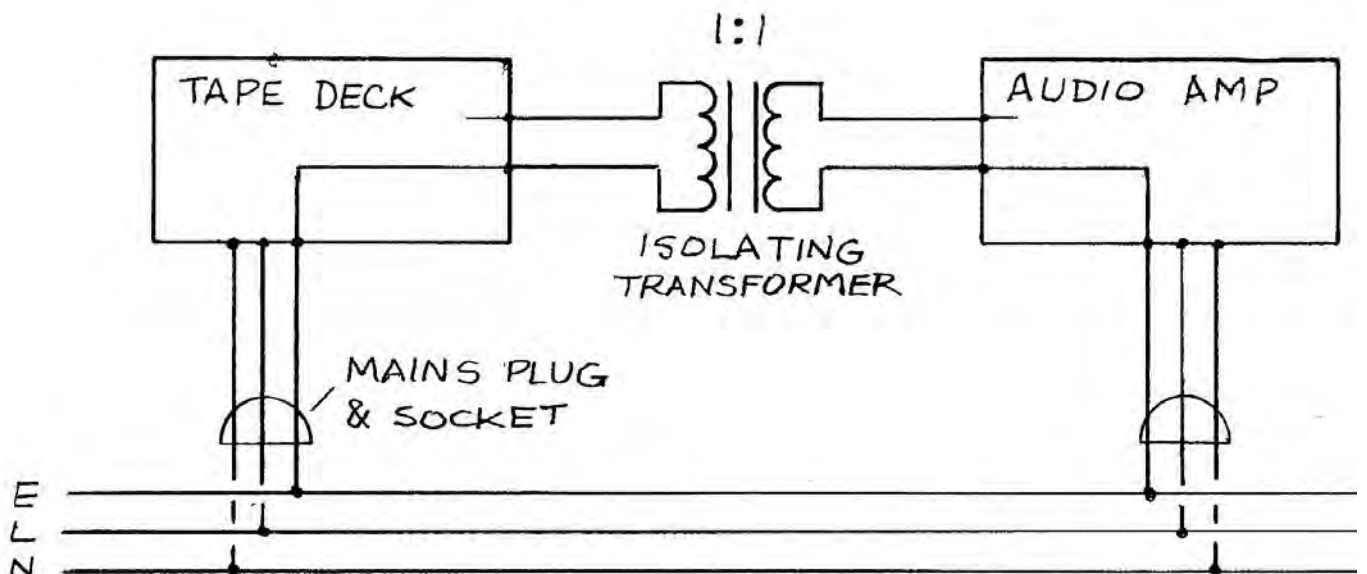 1:1
TAPE DECK
AUDIO AMP
ISOLATING
TRANSFORMER
MAINS PLUG
& SOCKET
E
L
N